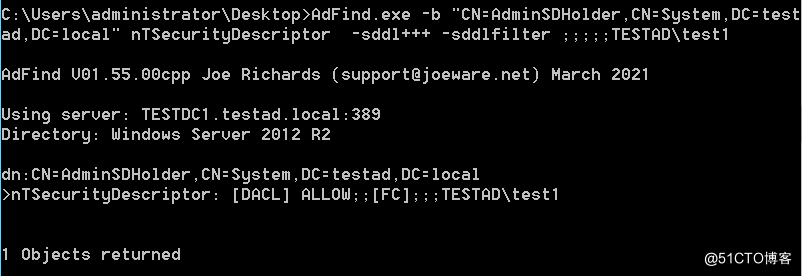 C:\Users\administrator\Desktop>AdFind.exe -b "CN=AdminSDHolder,CN=System,DC=test
ad,DC=local" nTSecurityDescriptor  -sddl+++ -sddlfilter ;;;;;TESTAD\test1
AdFind V01.55.00cpp Joe Richards (support@joeware.net) March 2021
Using server: TESTDC1.testad.local:389
Directory: Windows Server 2012 R2
dn:CN=AdminSDHolder,CN=System,DC=testad,DC=local
>nTSecurityDescriptor: [DACL] ALLOW;;[FC];;;TESTAD\test1
1 Objects returned
@51CTO博客